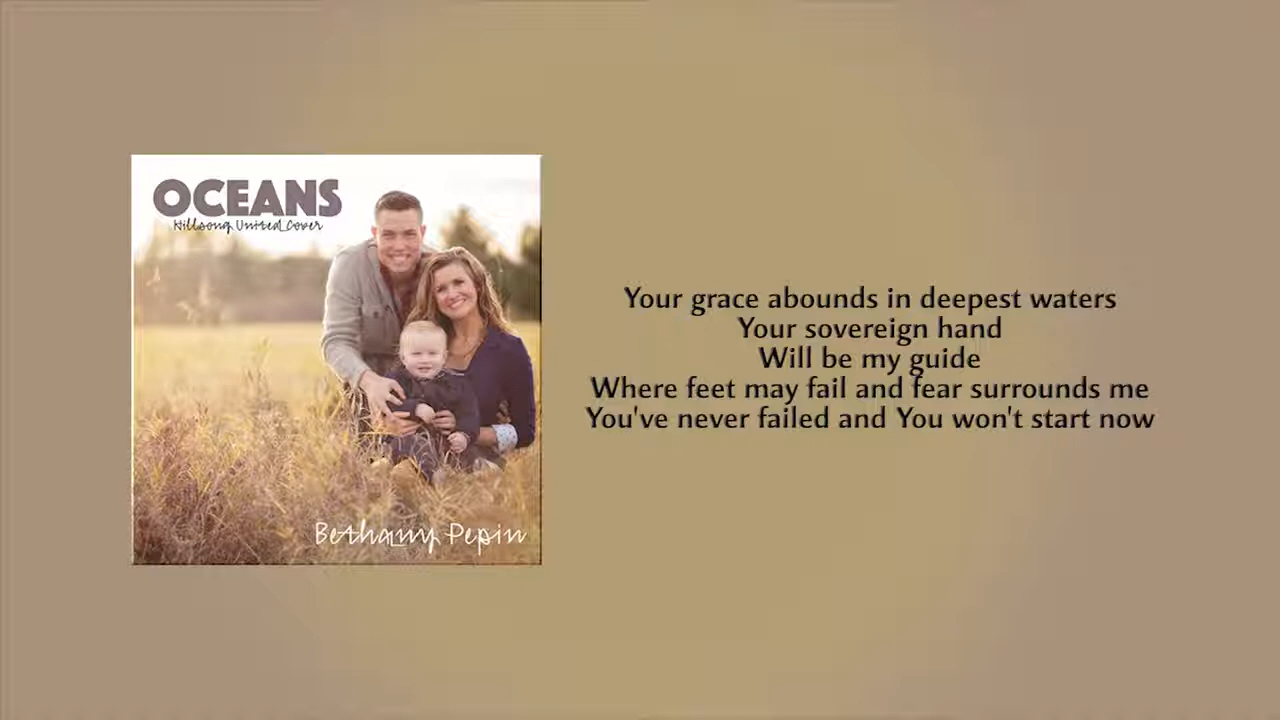 OCEANS
Hillsong United Cover
Bethany Pepin
Your grace abounds in deepest waters
Your sovereign hand
Will be my guide
Where feet may fail and fear surrounds me
You've never failed and You won't start now